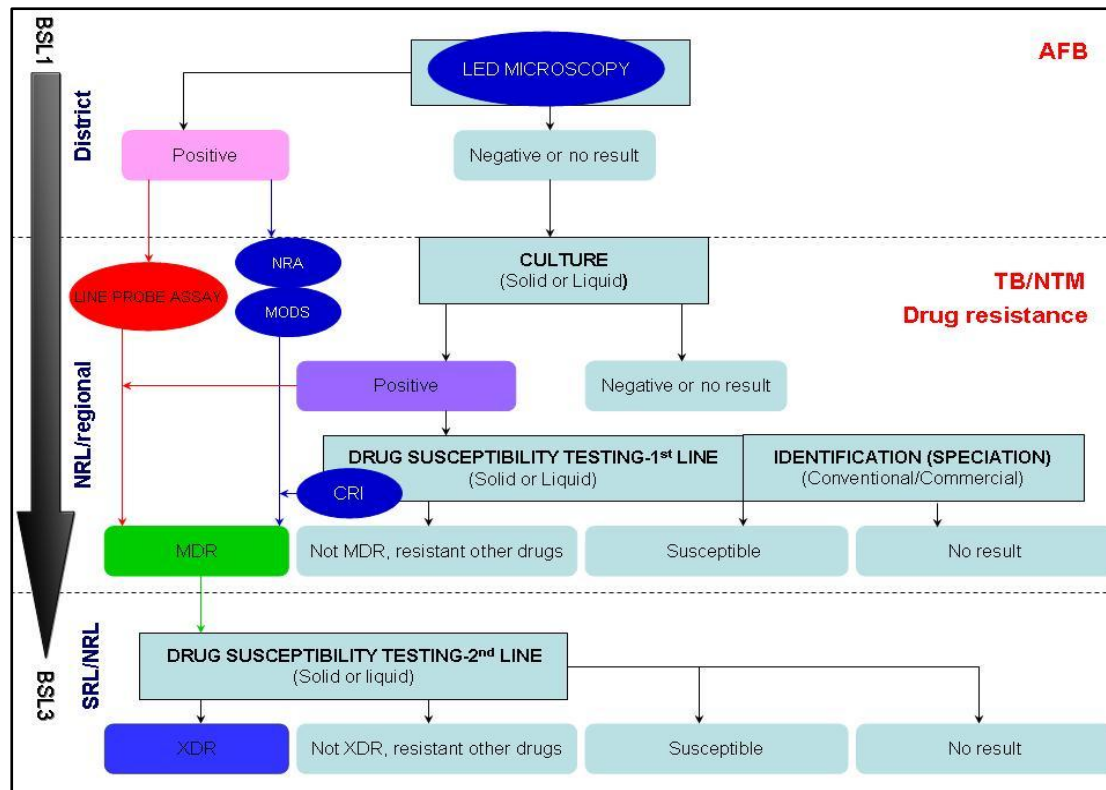 BSL1
AFB
LED MICROSCOPY
District
Positive
Negative or no result
NRA
CULTURE
(Solid or Liquid)
LINE PROBE ASSAY
MODS
TB/NTM
Drug resistance
NRL/regional
Positive
Negative or no result
DRUG SUSCEPTIBILITY TESTING-1st LINE
(Solid or Liquid)
IDENTIFICATION (SPECIATION)
(Conventional/Commercial)
CRI
MDR
Not MDR, resistant other drugs
Susceptible
No result
SRL/NRL
BSL3
DRUG SUSCEPTIBILITY TESTING-2nd LINE
(Solid or liquid)
XDR
Not XDR, resistant other drugs
Susceptible
No result